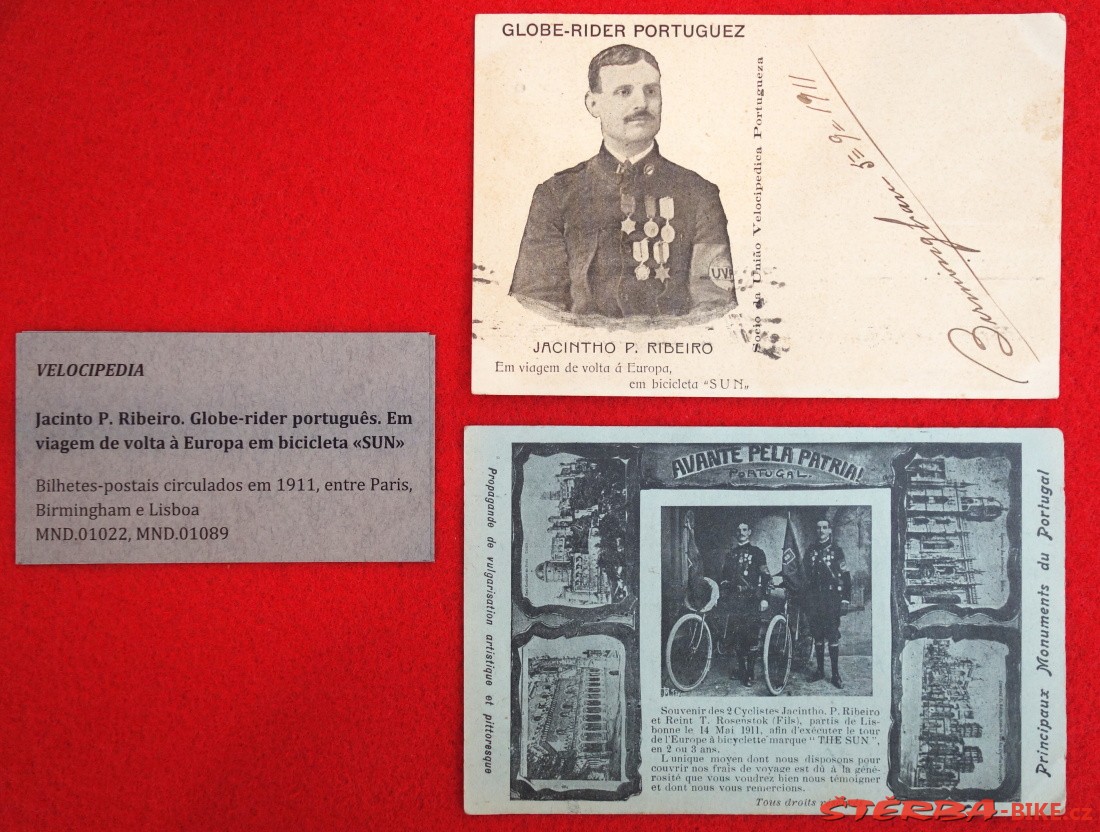 VELOCIPEDIA
Jacinto P. Ribeiro. Globe-rider português. Em
viagem de volta à Europa em bicicleta «SUN»
Bilhetes-postais circulados em 1911, entre Paris,
Birmingham e Lisboa
MND.01022, MND.01089
GLOBE-RIDER PORTUGUEZ
UVP
JACINTHO P. RIBEIRO
Em viagem de volta á Europa,
em bicicleta "SUN„
Socio da União Velocipedica Portugueza
Birmingham 5=9=1911
Propagande de vulgarisation artistique et pittoresque
AVANTE PELA PATRIA!
PORTUGAL.
Souvenir des 2 Cyclistes Jacintho. P. Ribeiro
et Reint T. Rosenstok (Fils), partis de Lis-
bonne le 14 Mai 1911, afin d'exécuter le tour
de l'Europe à bicyclette marque " THE SUN ",
en 2 ou 3 ans.
L'unique moyen dont nous disposons pour
couvrir nos frais de voyage est dû à la géné-
rosité que vous voudrez bien nous témoigner
et dont nous vous remercions.
Tous droits
Principaux Monuments du Portugal
ŠTĚRBA-BIKE.cz